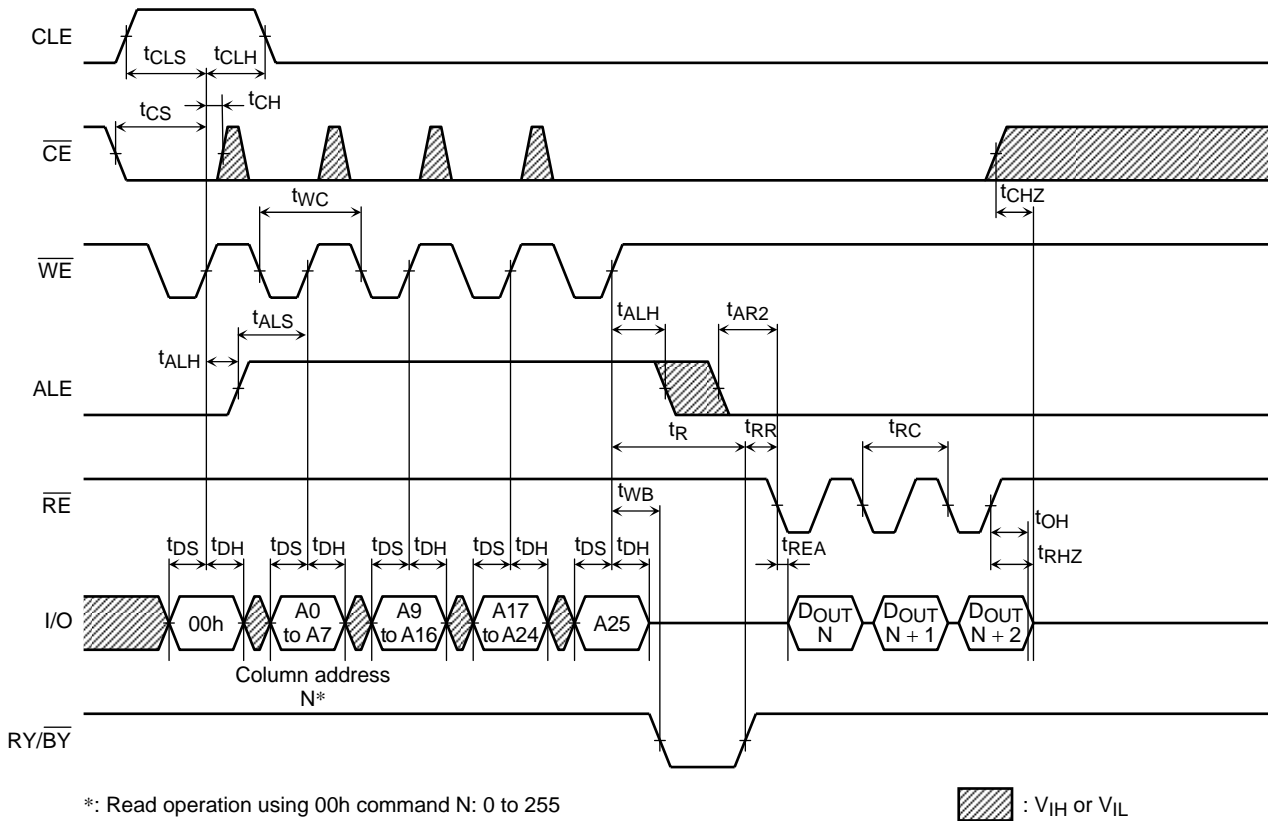 CLE
tCLS
tCLH
tCH
tCS
CE
tCHZ
tWC
WE
tALH
tAR2
tALS
tALH
ALE
tR
tRR
tRC
RE
tWB
tOH
tREA
tRHZ
tDS tDH tDS tDH tDS tDH tDS tDH tDS tDH
I/O
00h
A0
to A7
A9
to A16
A17
to A24
A25
DOUT
N
DOUT
N + 1
DOUT
N + 2
Column address
N*
RY/BY
*: Read operation using 00h command N: 0 to 255
: VIH or VIL